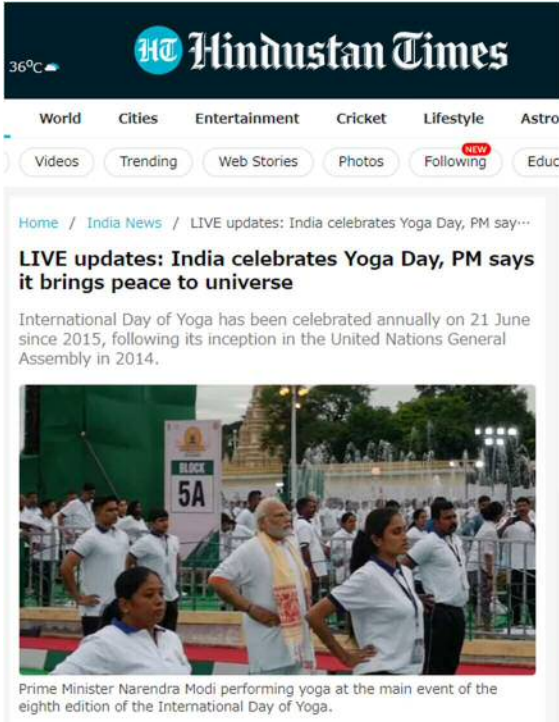 36°C
HT Hindustan Times
World Cities Entertainment Cricket Lifestyle Astro
Videos Trending Web Stories Photos Following NEW Educ
Home / India News / LIVE updates: India celebrates Yoga Day, PM say...
LIVE updates: India celebrates Yoga Day, PM says
it brings peace to universe
International Day of Yoga has been celebrated annually on 21 June
since 2015, following its inception in the United Nations General
Assembly in 2014.
BLOCK
5A
Prime Minister Narendra Modi performing yoga at the main event of the
eighth edition of the International Day of Yoga.